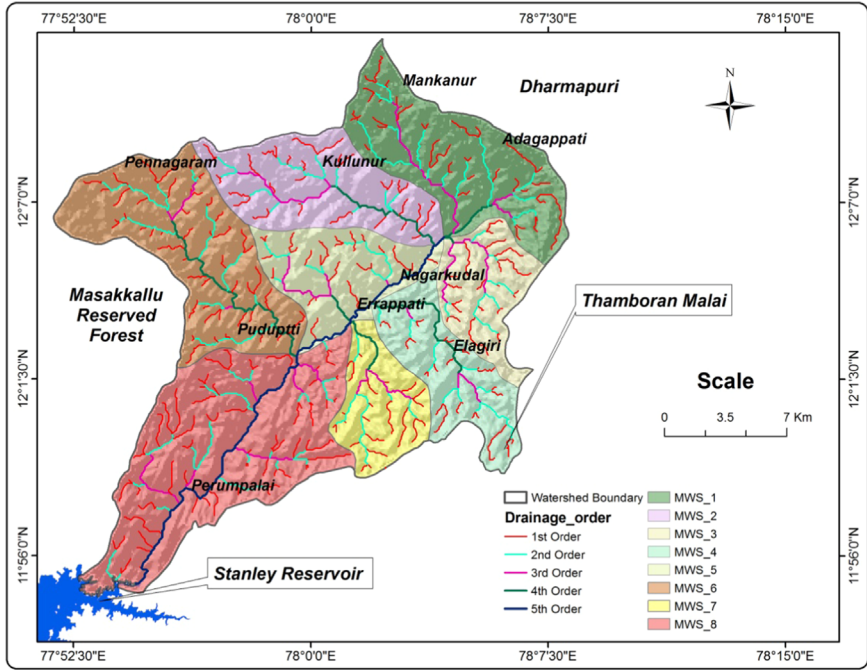 77°52'30"E
78°0'0"E
78°7'30"E
78°15'0"E
Mankanur
Dharmapuri
N
Adagappati
Pennagaram
Kullunur
12°7'0"N
12°7'0"N
Nagarkudal
Masakkallu
Reserved
Forest
Errappati
Thamboran Malai
Puduptti
Elagiri
12°1'30"N
12°1'30"N
Scale
0 3.5 7 Km
Perumpalai
Watershed Boundary
Drainage_order
1st Order
2nd Order
3rd Order
4th Order
5th Order
MWS_1
MWS_2
MWS_3
MWS_4
MWS_5
MWS_6
MWS_7
MWS_8
11°56'0"N
11°56'0"N
Stanley Reservoir
77°52'30"E
78°0'0"E
78°7'30"E
78°15'0"E